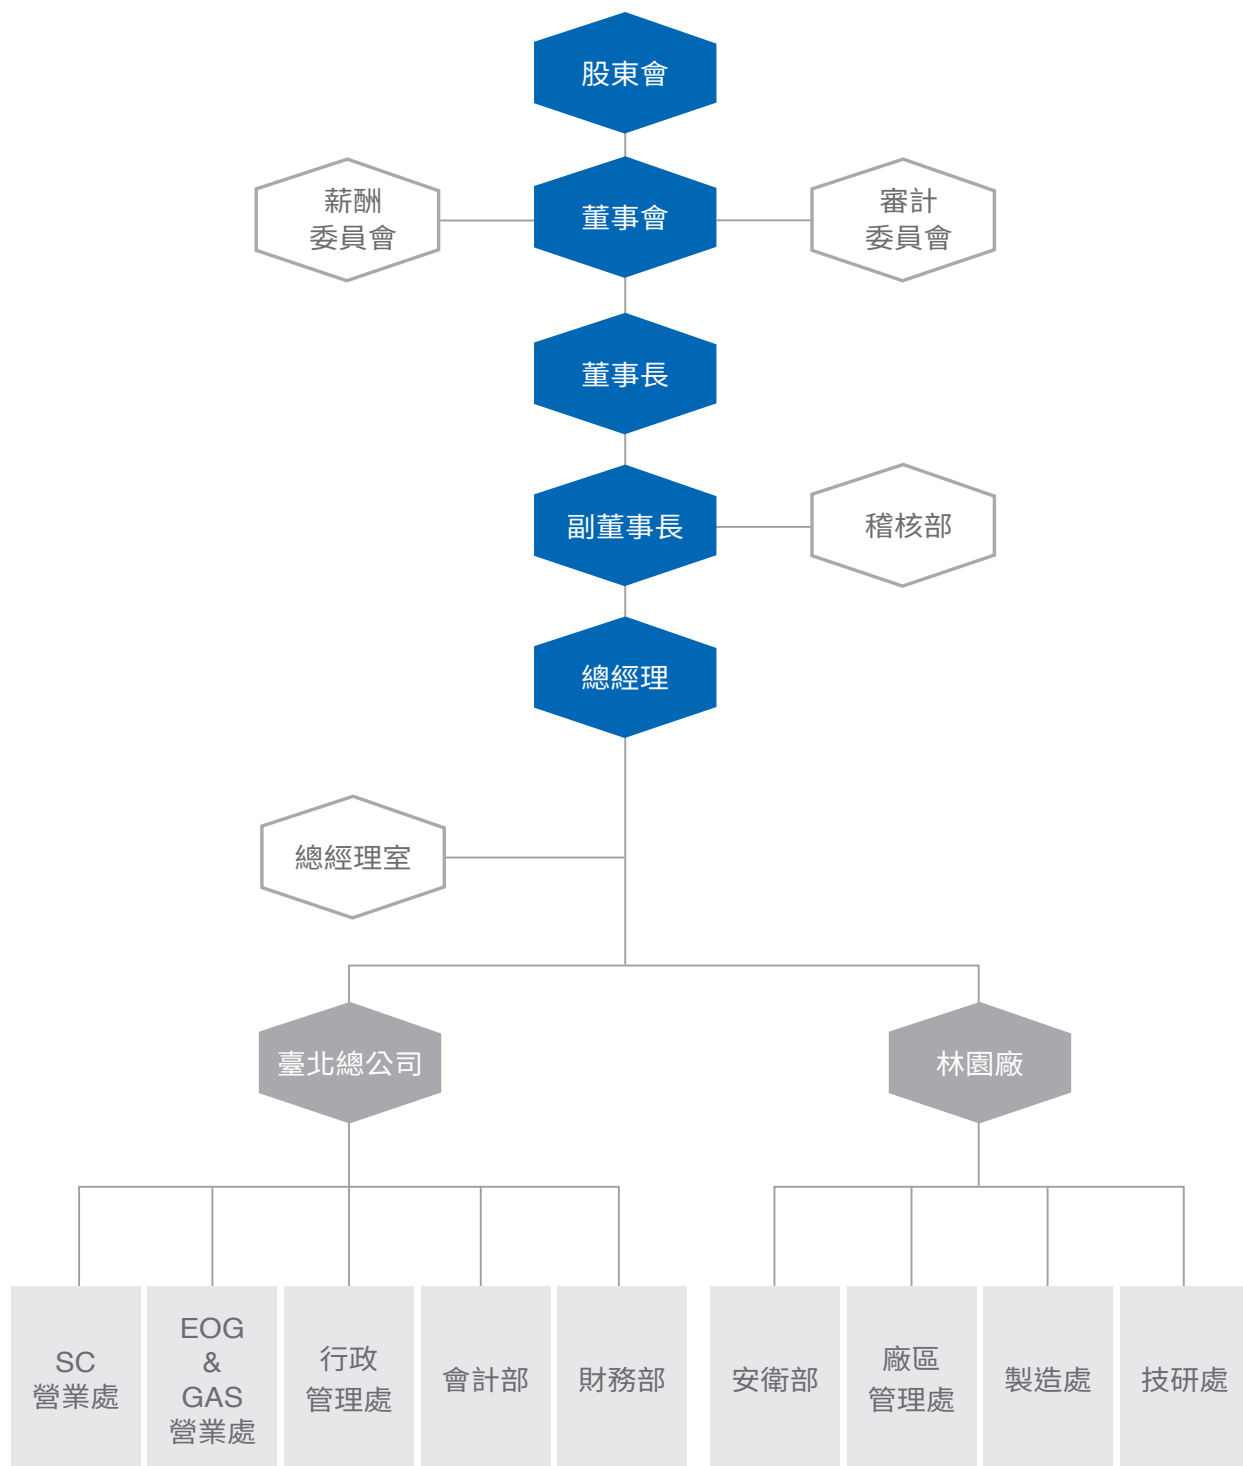 股東會
薪酬
委員會
董事會
審計
委員會
董事長
副董事長
稽核部
總經理
總經理室
臺北總公司
林園廠
SC
營業處
EOG
&
GAS
營業處
行政
管理處
會計部
財務部
安衛部
廠區
管理處
製造處
技研處